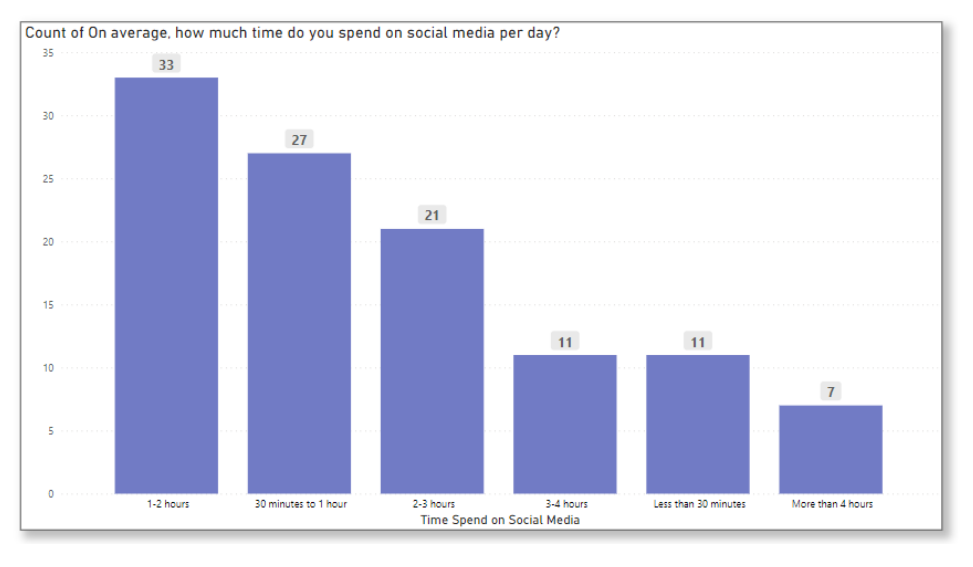 Count of On average, how much time do you spend on social media per day?
35
33
30
27
25
21
20
15
11
11
10
7
5
0
1-2 hours
30 minutes to 1 hour
2-3 hours
3-4 hours
Less than 30 minutes
More than 4 hours
Time Spend on Social Media